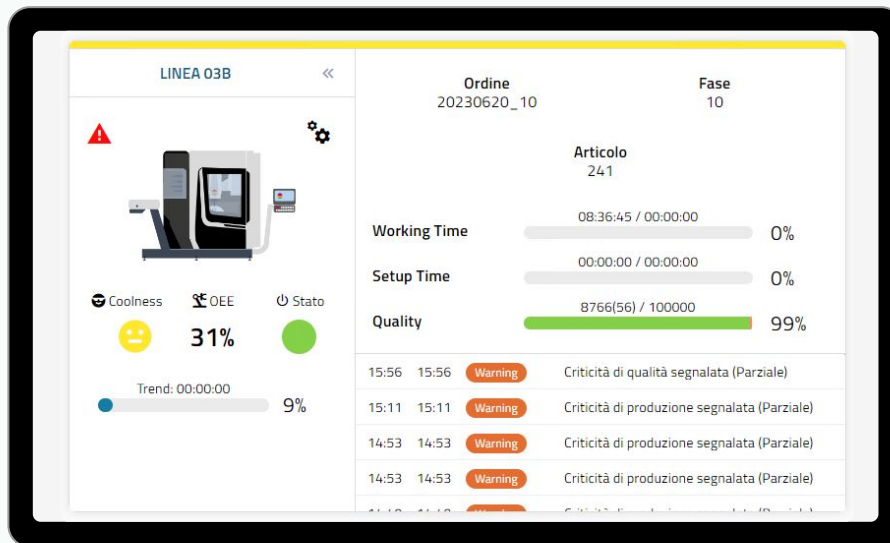 LINEA 03B
Coolness OEE Stato
31%
Trend: 00:00:00
9%
Ordine Fase
20230620_10 10
Articolo
241
08:36:45 / 00:00:00
Working Time 0%
00:00:00 / 00:00:00
Setup Time 0%
8766(56) / 100000
Quality 99%
15:56 15:56 Warning Criticità di qualità segnalata (Parziale)
15:11 15:11 Warning Criticità di produzione segnalata (Parziale)
14:53 14:53 Warning Criticità di produzione segnalata (Parziale)
14:53 14:53 Warning Criticità di produzione segnalata (Parziale)